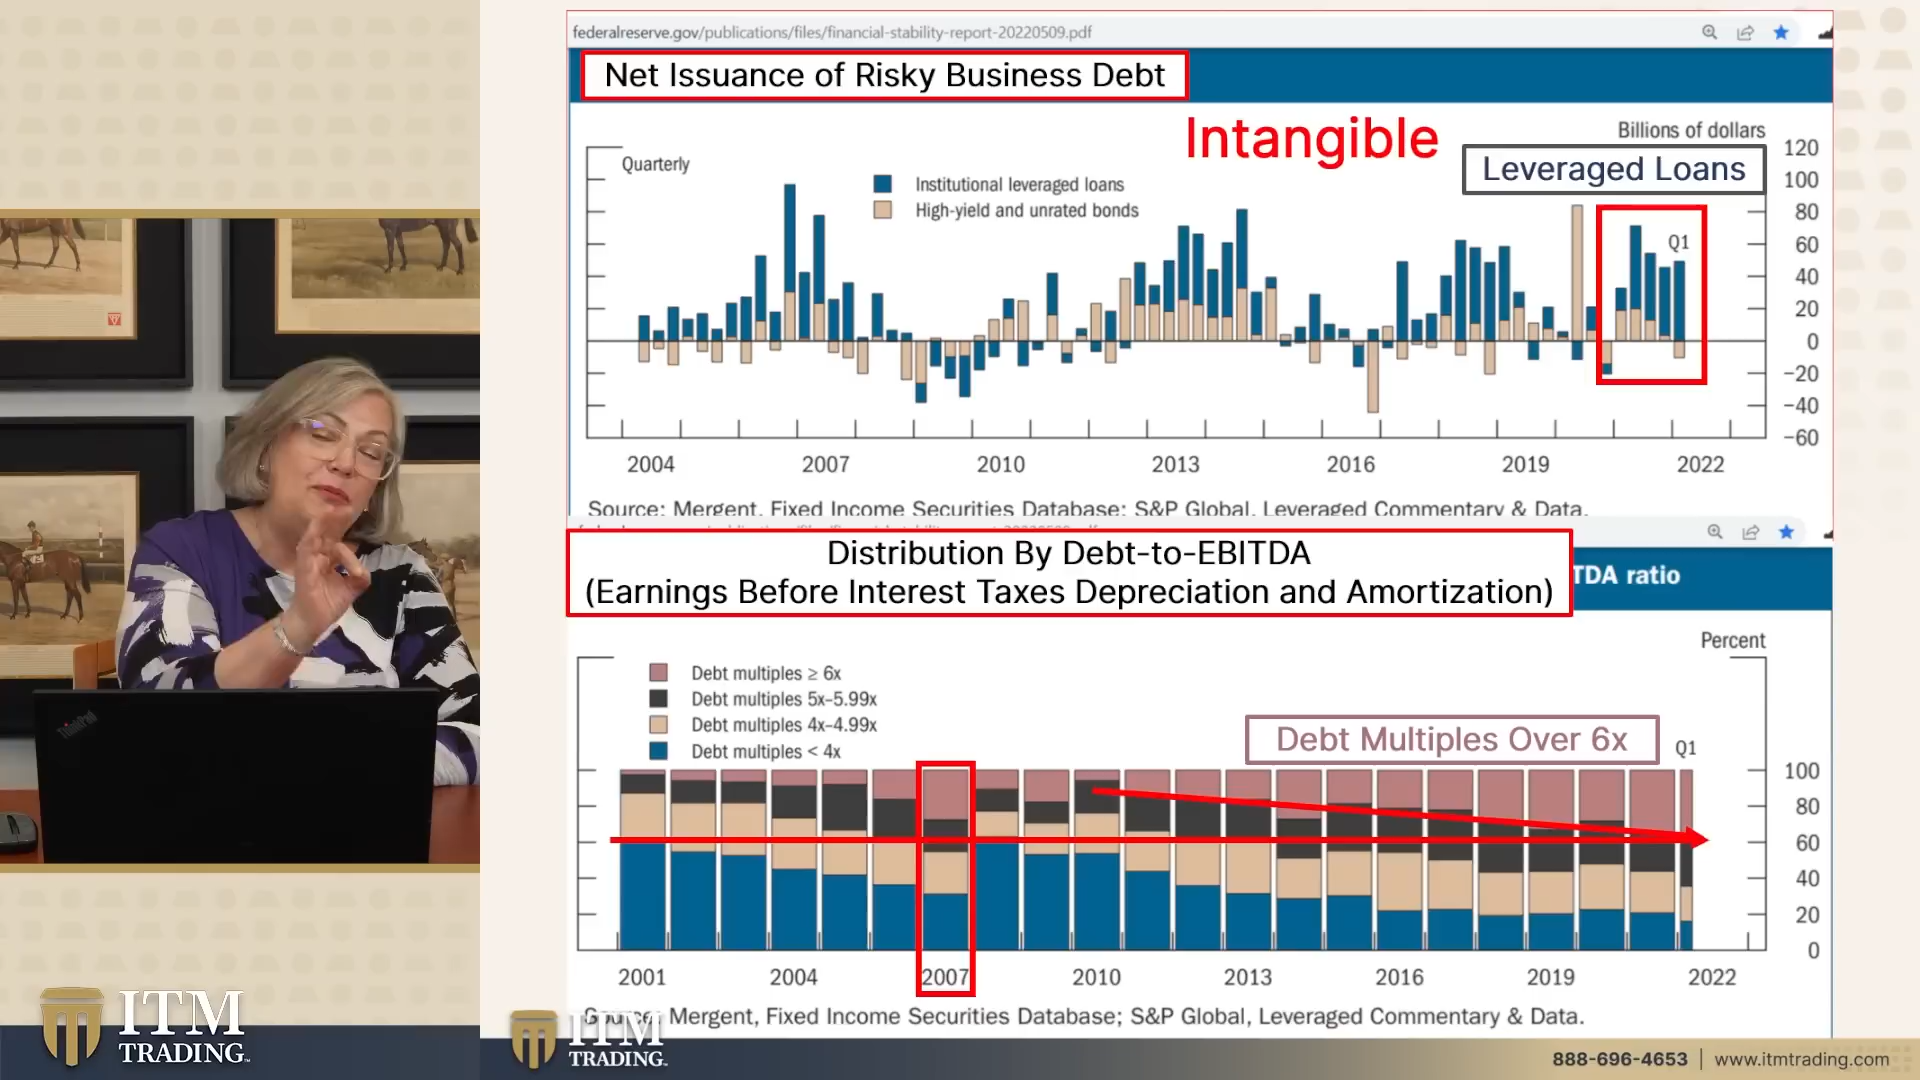 federalreserve.gov/publications/files/financial-stability-report-20220509.pdf
Net Issuance of Risky Business Debt
Intangible
Billions of dollars
Leveraged Loans
Quarterly
Institutional leveraged loans
High-yield and unrated bonds
Q1
120
100
80
60
40
20
0
−20
−40
−60
2004 2007 2010 2013 2016 2019 2022
Source: Mergent, Fixed Income Securities Database; S&P Global, Leveraged Commentary & Data.
Distribution By Debt-to-EBITDA
(Earnings Before Interest Taxes Depreciation and Amortization)
TDA ratio
Percent
Debt multiples ≥ 6x
Debt multiples 5x–5.99x
Debt multiples 4x–4.99x
Debt multiples < 4x
Debt Multiples Over 6x
Q1
100
80
60
40
20
0
2001 2004 2007 2010 2013 2016 2019 2022
Source: Mergent, Fixed Income Securities Database; S&P Global, Leveraged Commentary & Data.
ThinkPad
ITM
TRADING
ITM
TRADING
888-696-4653 | www.itmtrading.com